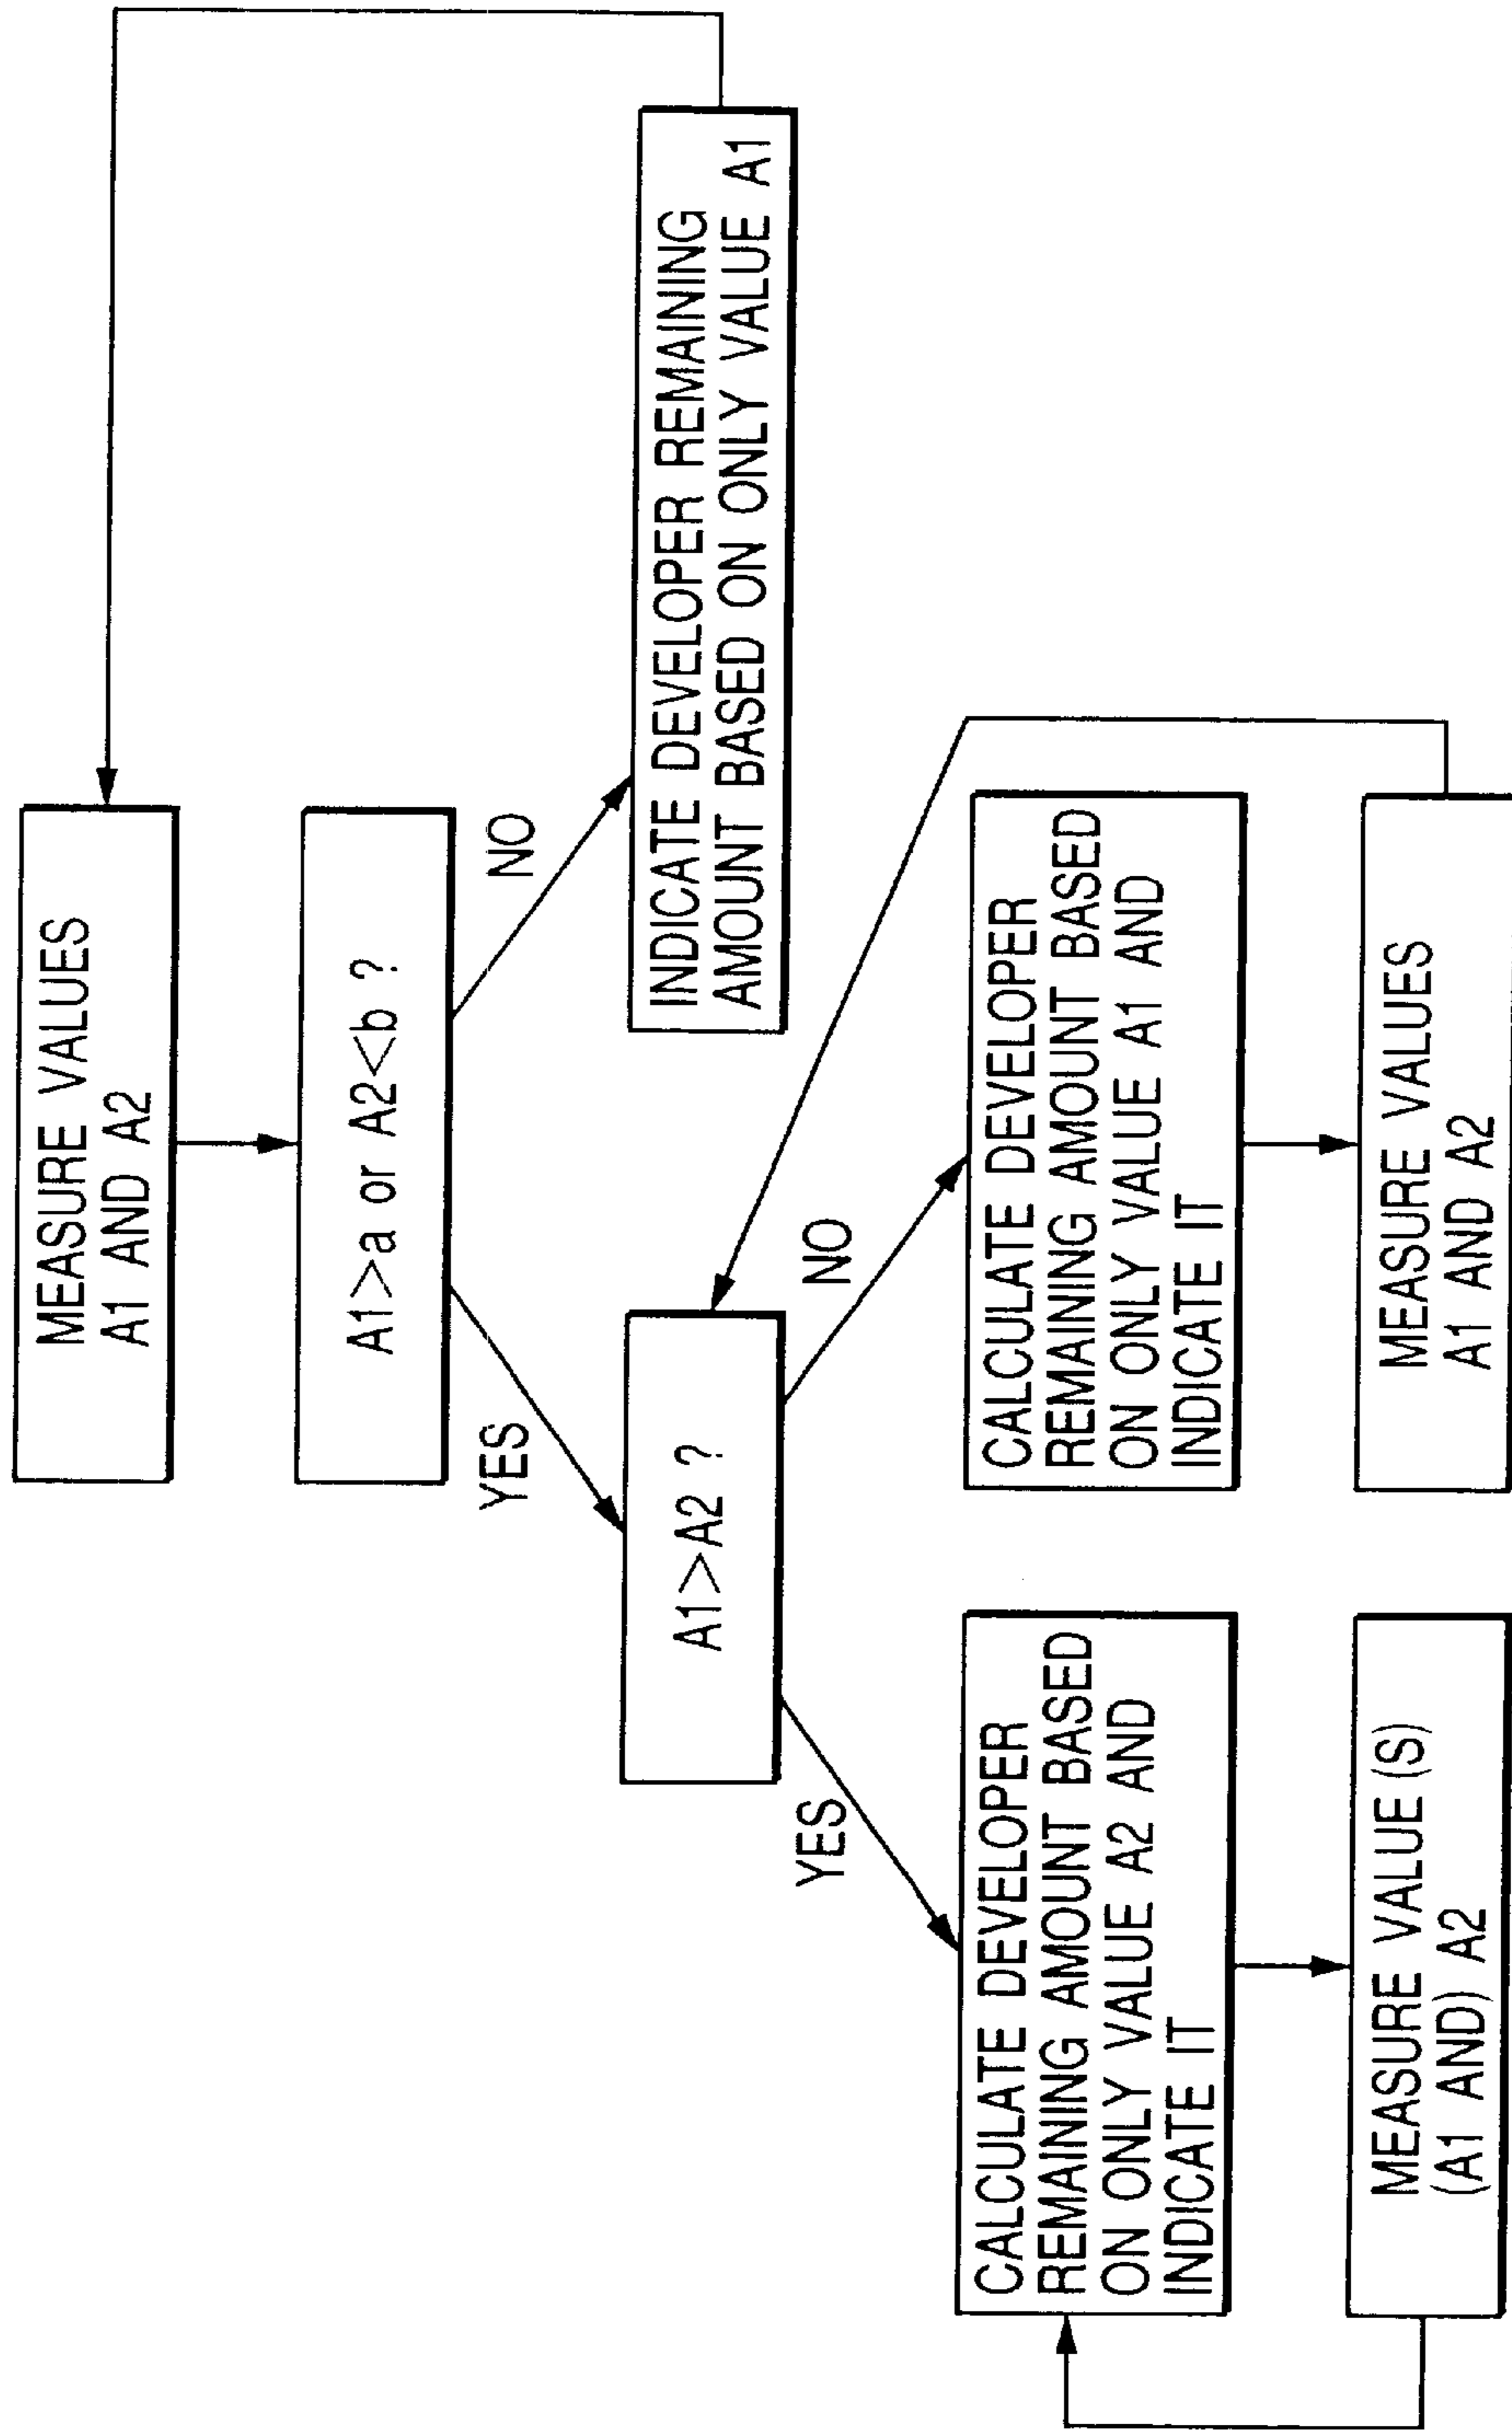 MEASURE VALUES
A1 AND A2
A1>a or A2<b ?
YES
NO
INDICATE DEVELOPER REMAINING
AMOUNT BASED ON ONLY VALUE A1
A1>A2 ?
YES
NO
CALCULATE DEVELOPER
REMAINING AMOUNT BASED
ON ONLY VALUE A2 AND
INDICATE IT
CALCULATE DEVELOPER
REMAINING AMOUNT BASED
ON ONLY VALUE A1 AND
INDICATE IT
MEASURE VALUE (S)
(A1 AND) A2
MEASURE VALUES
A1 AND A2